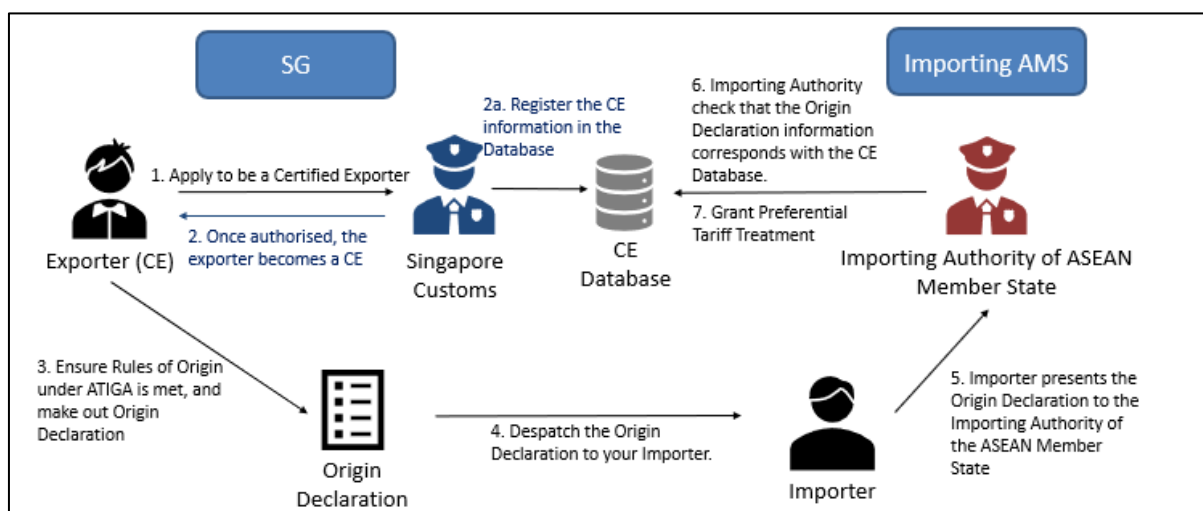 SG
Importing AMS
2a. Register the CE
information in the
Database
6. Importing Authority
check that the Origin
Declaration information
corresponds with the CE
Database.
1. Apply to be a Certified Exporter
2. Once authorised, the
exporter becomes a CE
7. Grant Preferential
Tariff Treatment
Exporter (CE)
Singapore
Customs
CE
Database
Importing Authority of ASEAN
Member State
3. Ensure Rules of Origin
under ATIGA is met, and
make out Origin
Declaration
4. Despatch the Origin
Declaration to your Importer.
5. Importer presents the
Origin Declaration to the
Importing Authority of
the ASEAN Member
State
Origin
Declaration
Importer